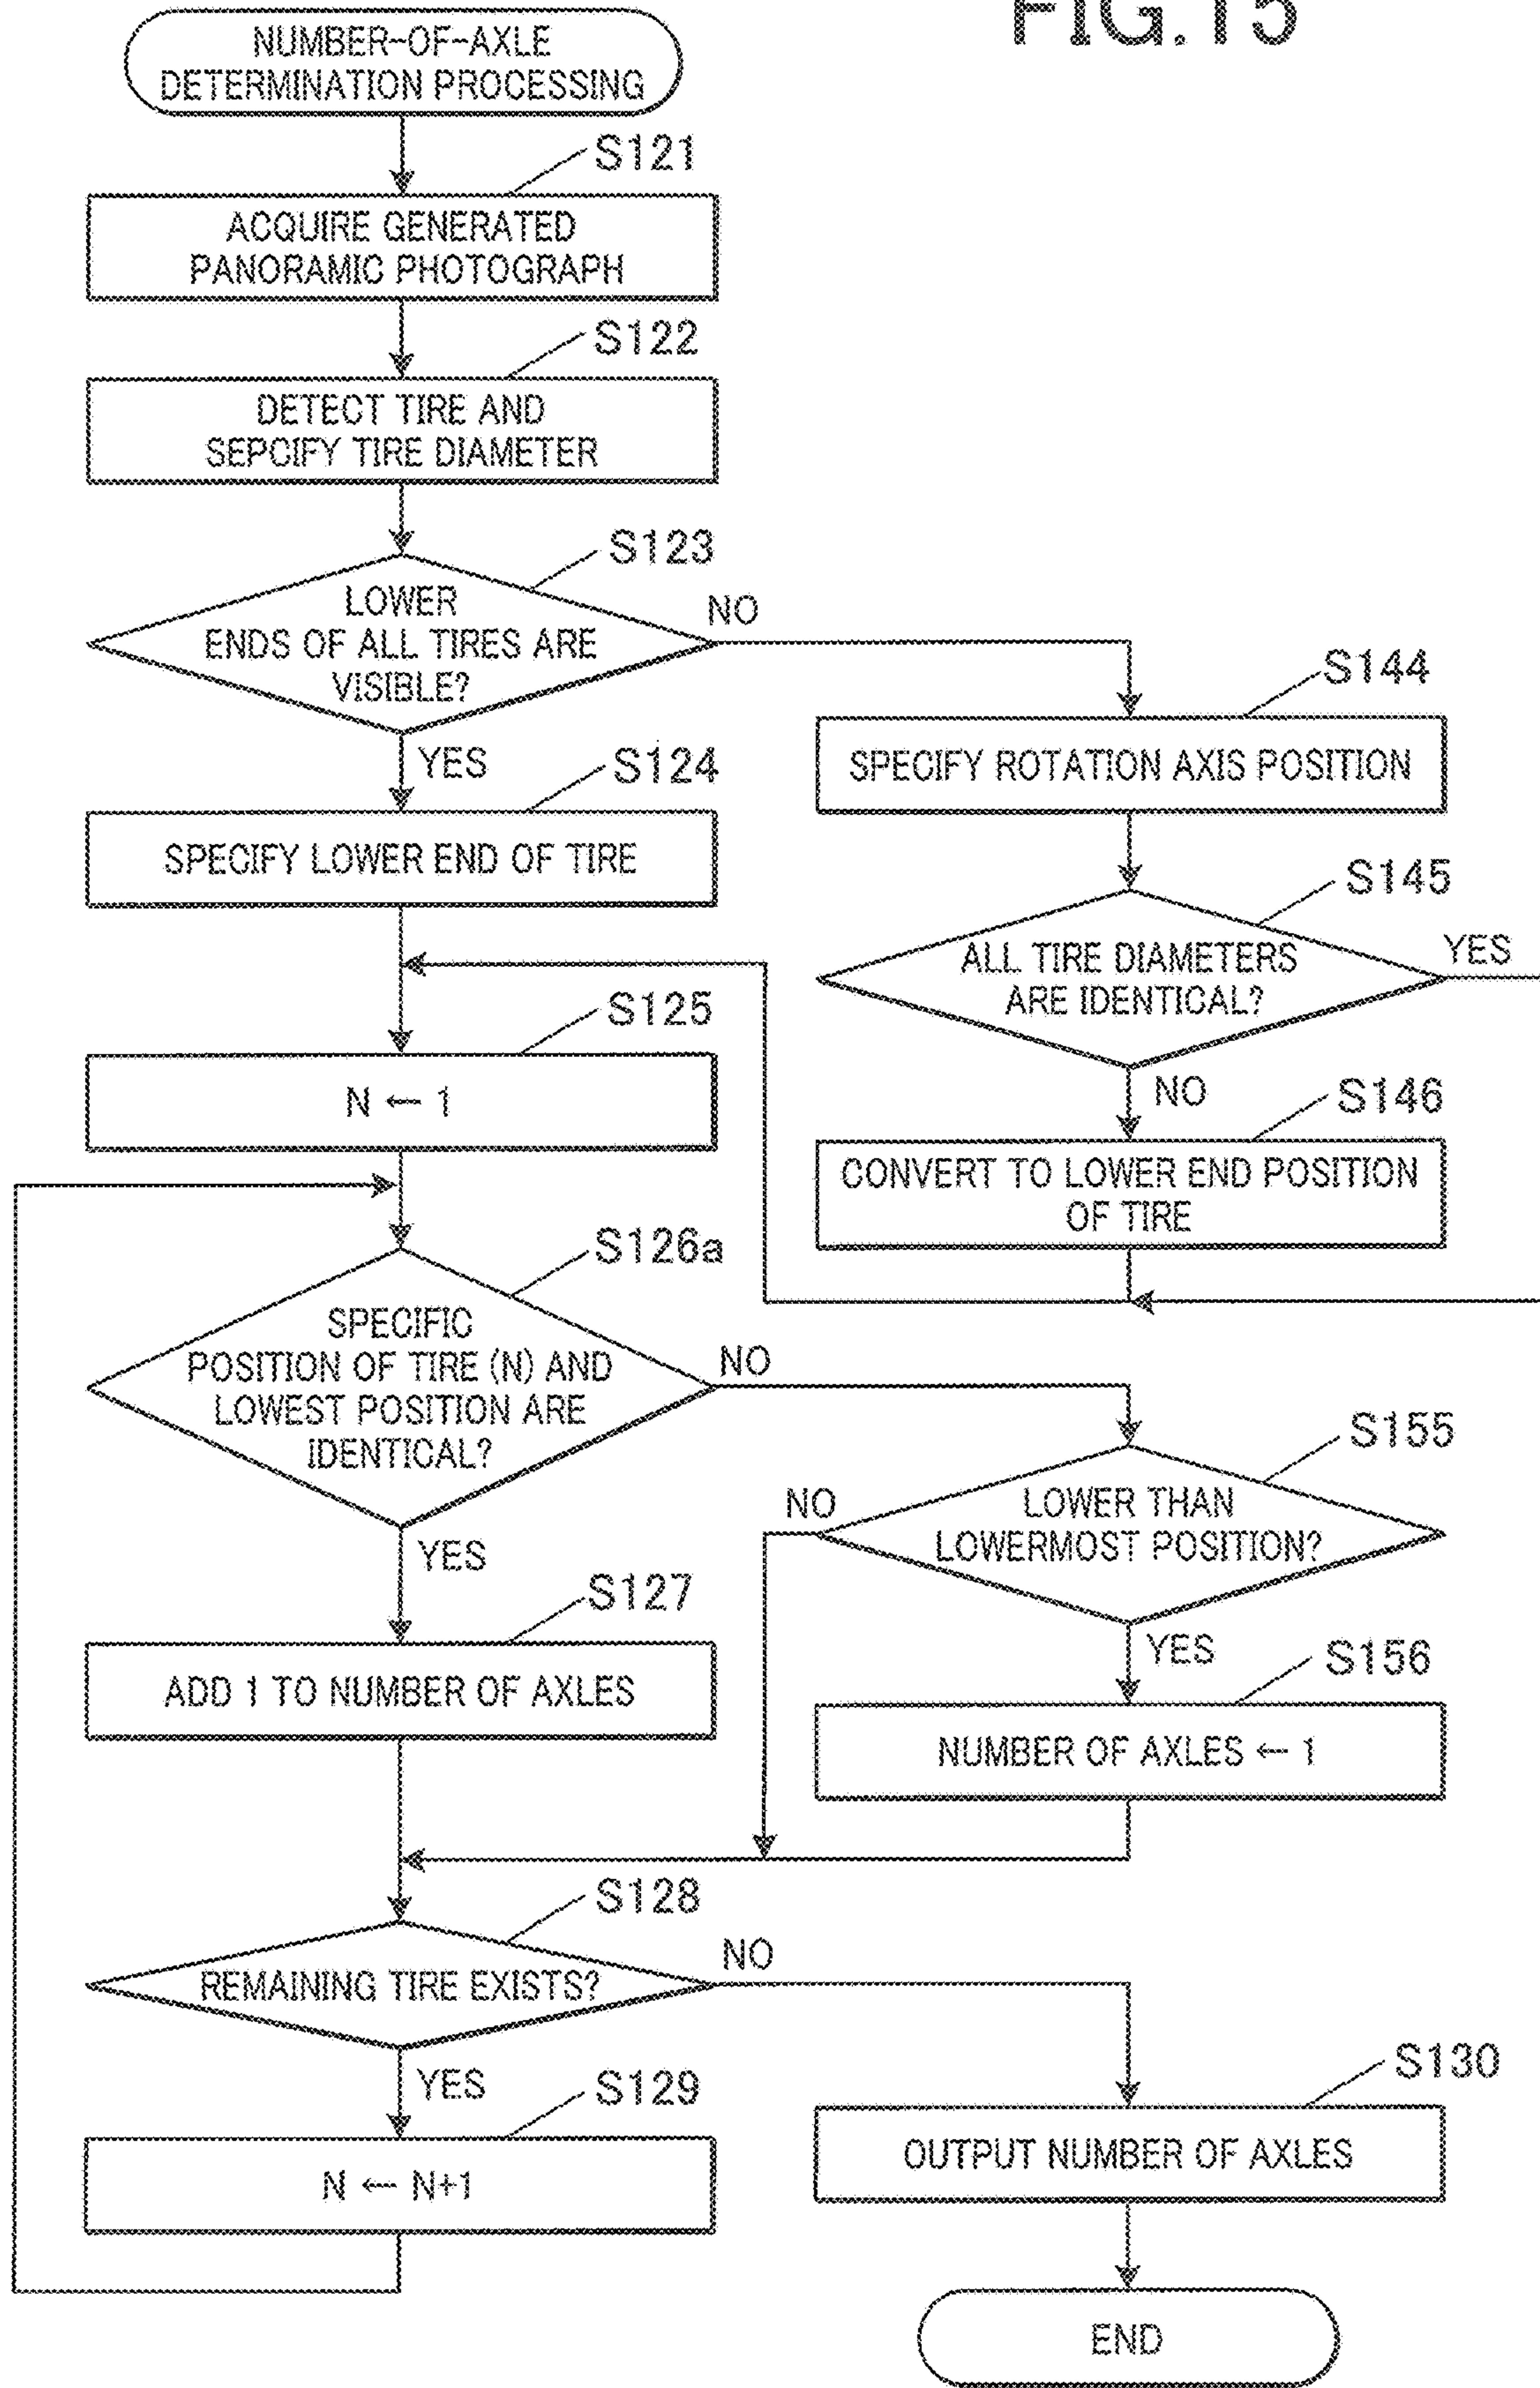 FIG.15
NUMBER-OF-AXLE
DETERMINATION PROCESSING
S121
ACQUIRE GENERATED
PANORAMIC PHOTOGRAPH
S122
DETECT TIRE AND
SEPCIFY TIRE DIAMETER
S123
LOWER
ENDS OF ALL TIRES ARE
VISIBLE?
NO
YES
S124
SPECIFY LOWER END OF TIRE
S144
SPECIFY ROTATION AXIS POSITION
S145
ALL TIRE DIAMETERS
ARE IDENTICAL?
YES
NO
S146
CONVERT TO LOWER END POSITION
OF TIRE
S125
N ← 1
S126a
SPECIFIC
POSITION OF TIRE (N) AND
LOWEST POSITION ARE
IDENTICAL?
NO
YES
S155
LOWER THAN
LOWERMOST POSITION?
NO
YES
S156
NUMBER OF AXLES ← 1
S127
ADD 1 TO NUMBER OF AXLES
S128
REMAINING TIRE EXISTS?
NO
YES
S129
N ← N+1
S130
OUTPUT NUMBER OF AXLES
END